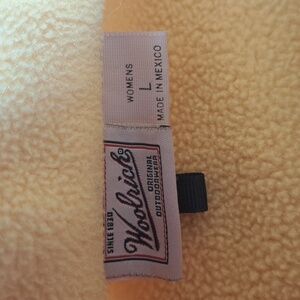 WOMENS
L
MADE IN MEXICO
SINCE 1830
Woolrich
ORIGINAL
OUTDOORWEAR